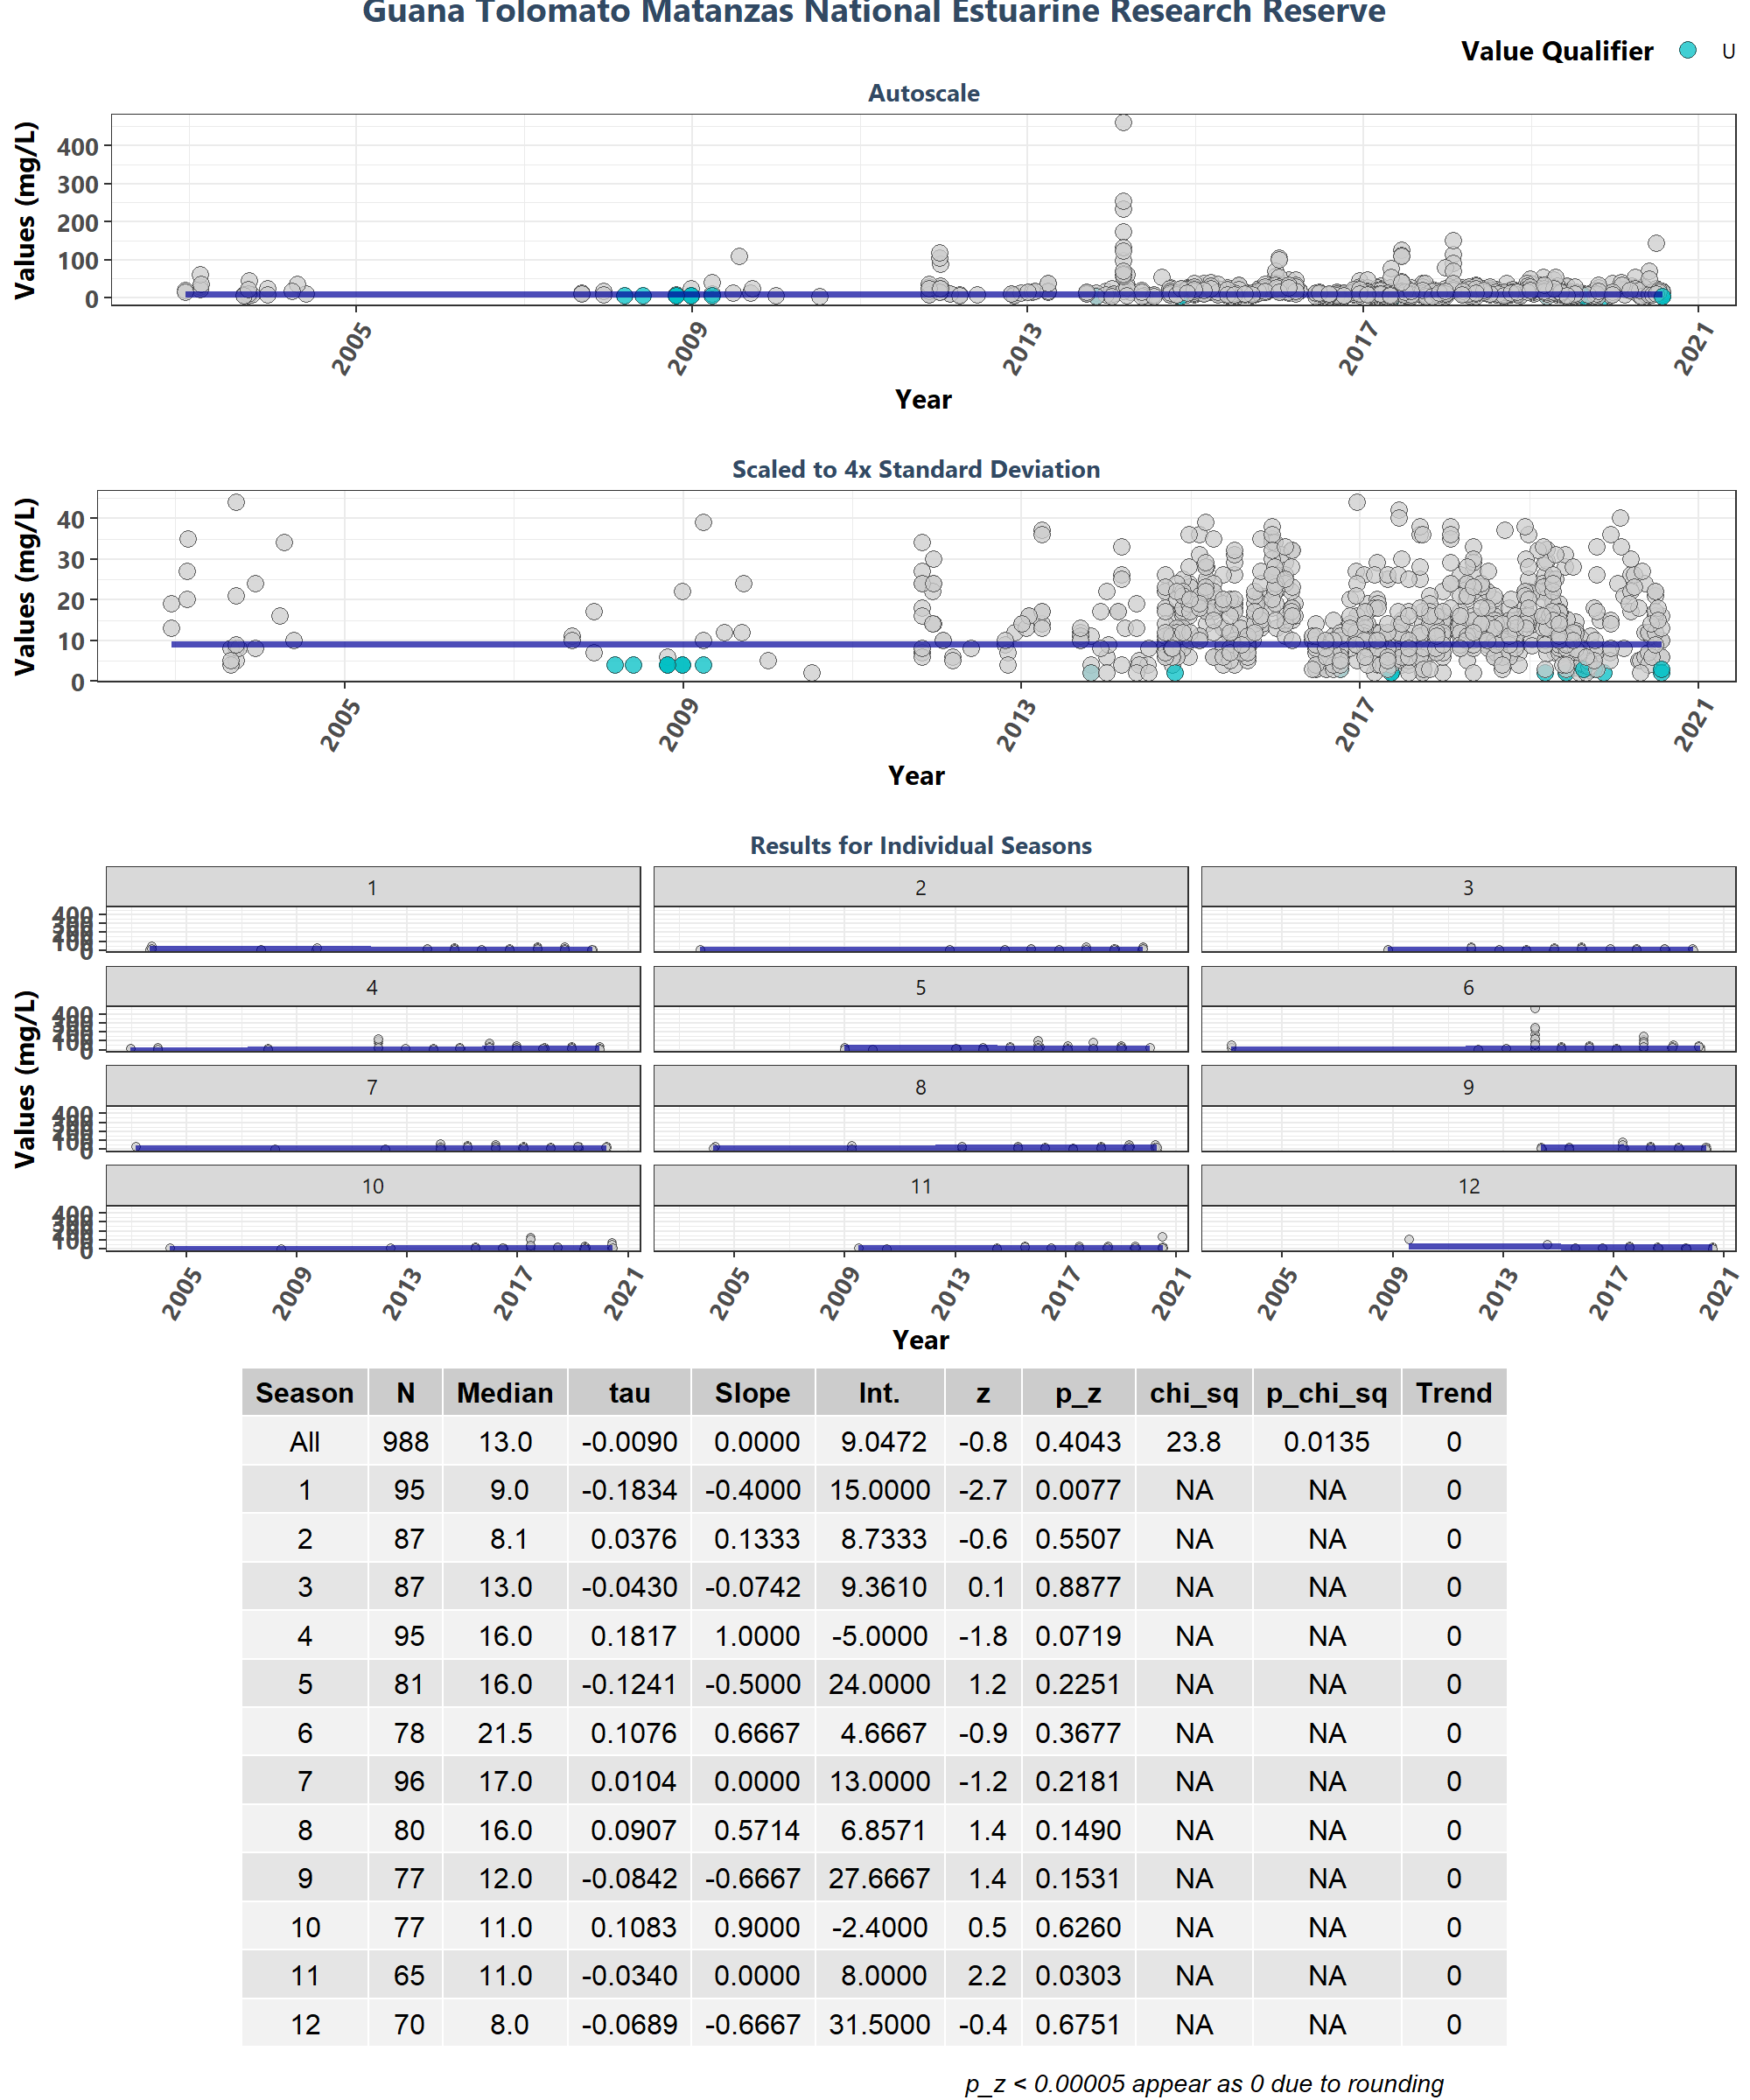 Guana Tolomato Matanzas National Estuarine Research Reserve
Value Qualifier U
Autoscale
Values (mg/L)
400
300
200
100
0
2005 2009 2013 2017 2021
Year
Scaled to 4x Standard Deviation
Values (mg/L)
40
30
20
10
0
2005 2009 2013 2017 2021
Year
Results for Individual Seasons
Values (mg/L)
1 2 3
400
100
0
4 5 6
400
100
0
7 8 9
400
100
0
10 11 12
400
100
0
2005 2009 2013 2017 2021 2005 2009 2013 2017 2021 2005 2009 2013 2017 2021
Year
Season N Median tau Slope Int. z p_z chi_sq p_chi_sq Trend
All 988 13.0 -0.0090 0.0000 9.0472 -0.8 0.4043 23.8 0.0135 0
1 95 9.0 -0.1834 -0.4000 15.0000 -2.7 0.0077 NA NA 0
2 87 8.1 0.0376 0.1333 8.7333 -0.6 0.5507 NA NA 0
3 87 13.0 -0.0430 -0.0742 9.3610 0.1 0.8877 NA NA 0
4 95 16.0 0.1817 1.0000 -5.0000 -1.8 0.0719 NA NA 0
5 81 16.0 -0.1241 -0.5000 24.0000 1.2 0.2251 NA NA 0
6 78 21.5 0.1076 0.6667 4.6667 -0.9 0.3677 NA NA 0
7 96 17.0 0.0104 0.0000 13.0000 -1.2 0.2181 NA NA 0
8 80 16.0 0.0907 0.5714 6.8571 1.4 0.1490 NA NA 0
9 77 12.0 -0.0842 -0.6667 27.6667 1.4 0.1531 NA NA 0
10 77 11.0 0.1083 0.9000 -2.4000 0.5 0.6260 NA NA 0
11 65 11.0 -0.0340 0.0000 8.0000 2.2 0.0303 NA NA 0
12 70 8.0 -0.0689 -0.6667 31.5000 -0.4 0.6751 NA NA 0
p_z < 0.00005 appear as 0 due to rounding